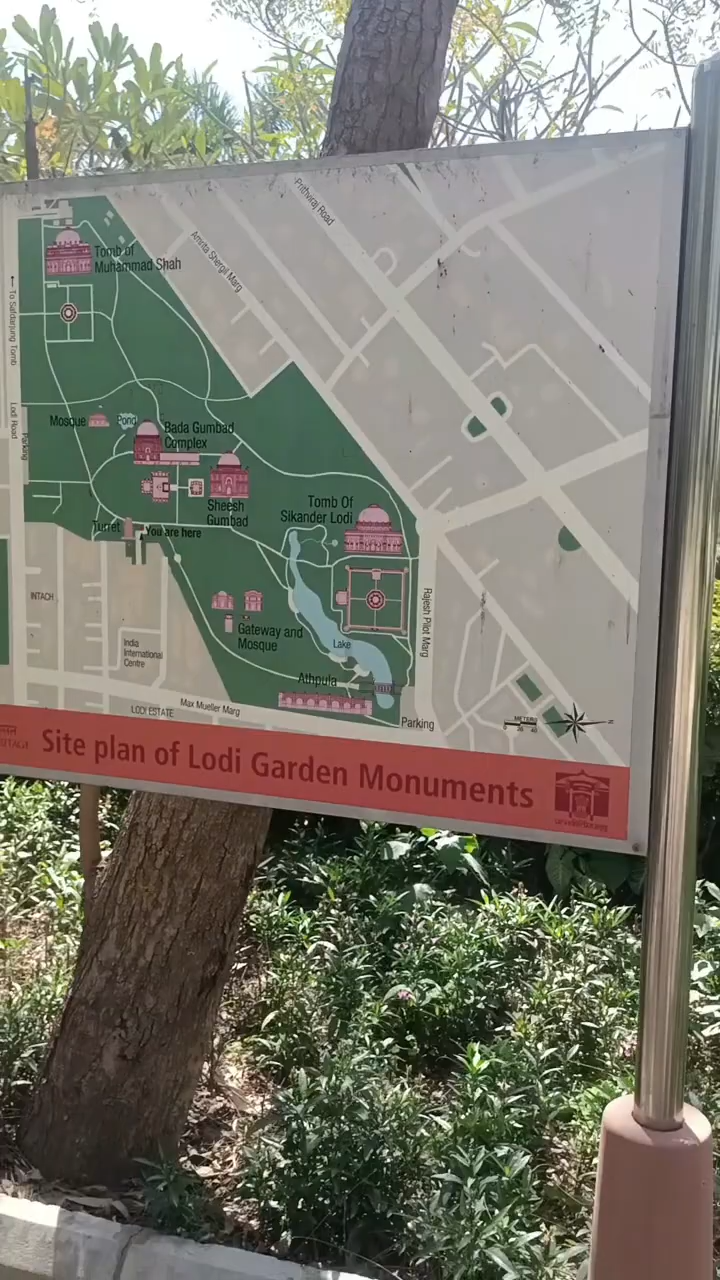 Prithviraj Road
Amrita Shergil Marg
Tomb of
Muhammad Shah
To Safdarjung Tomb
Lodi Road
Parking
Mosque
Pond
Bada Gumbad
Complex
Sheesh
Gumbad
Tomb Of
Sikander Lodi
Turret
You are here
INTACH
India
International
Centre
Gateway and
Mosque
Lake
Rajesh Pilot Marg
Athpula
Max Mueller Marg
LODI ESTATE
Parking
METERS
N
Site plan of Lodi Garden Monuments